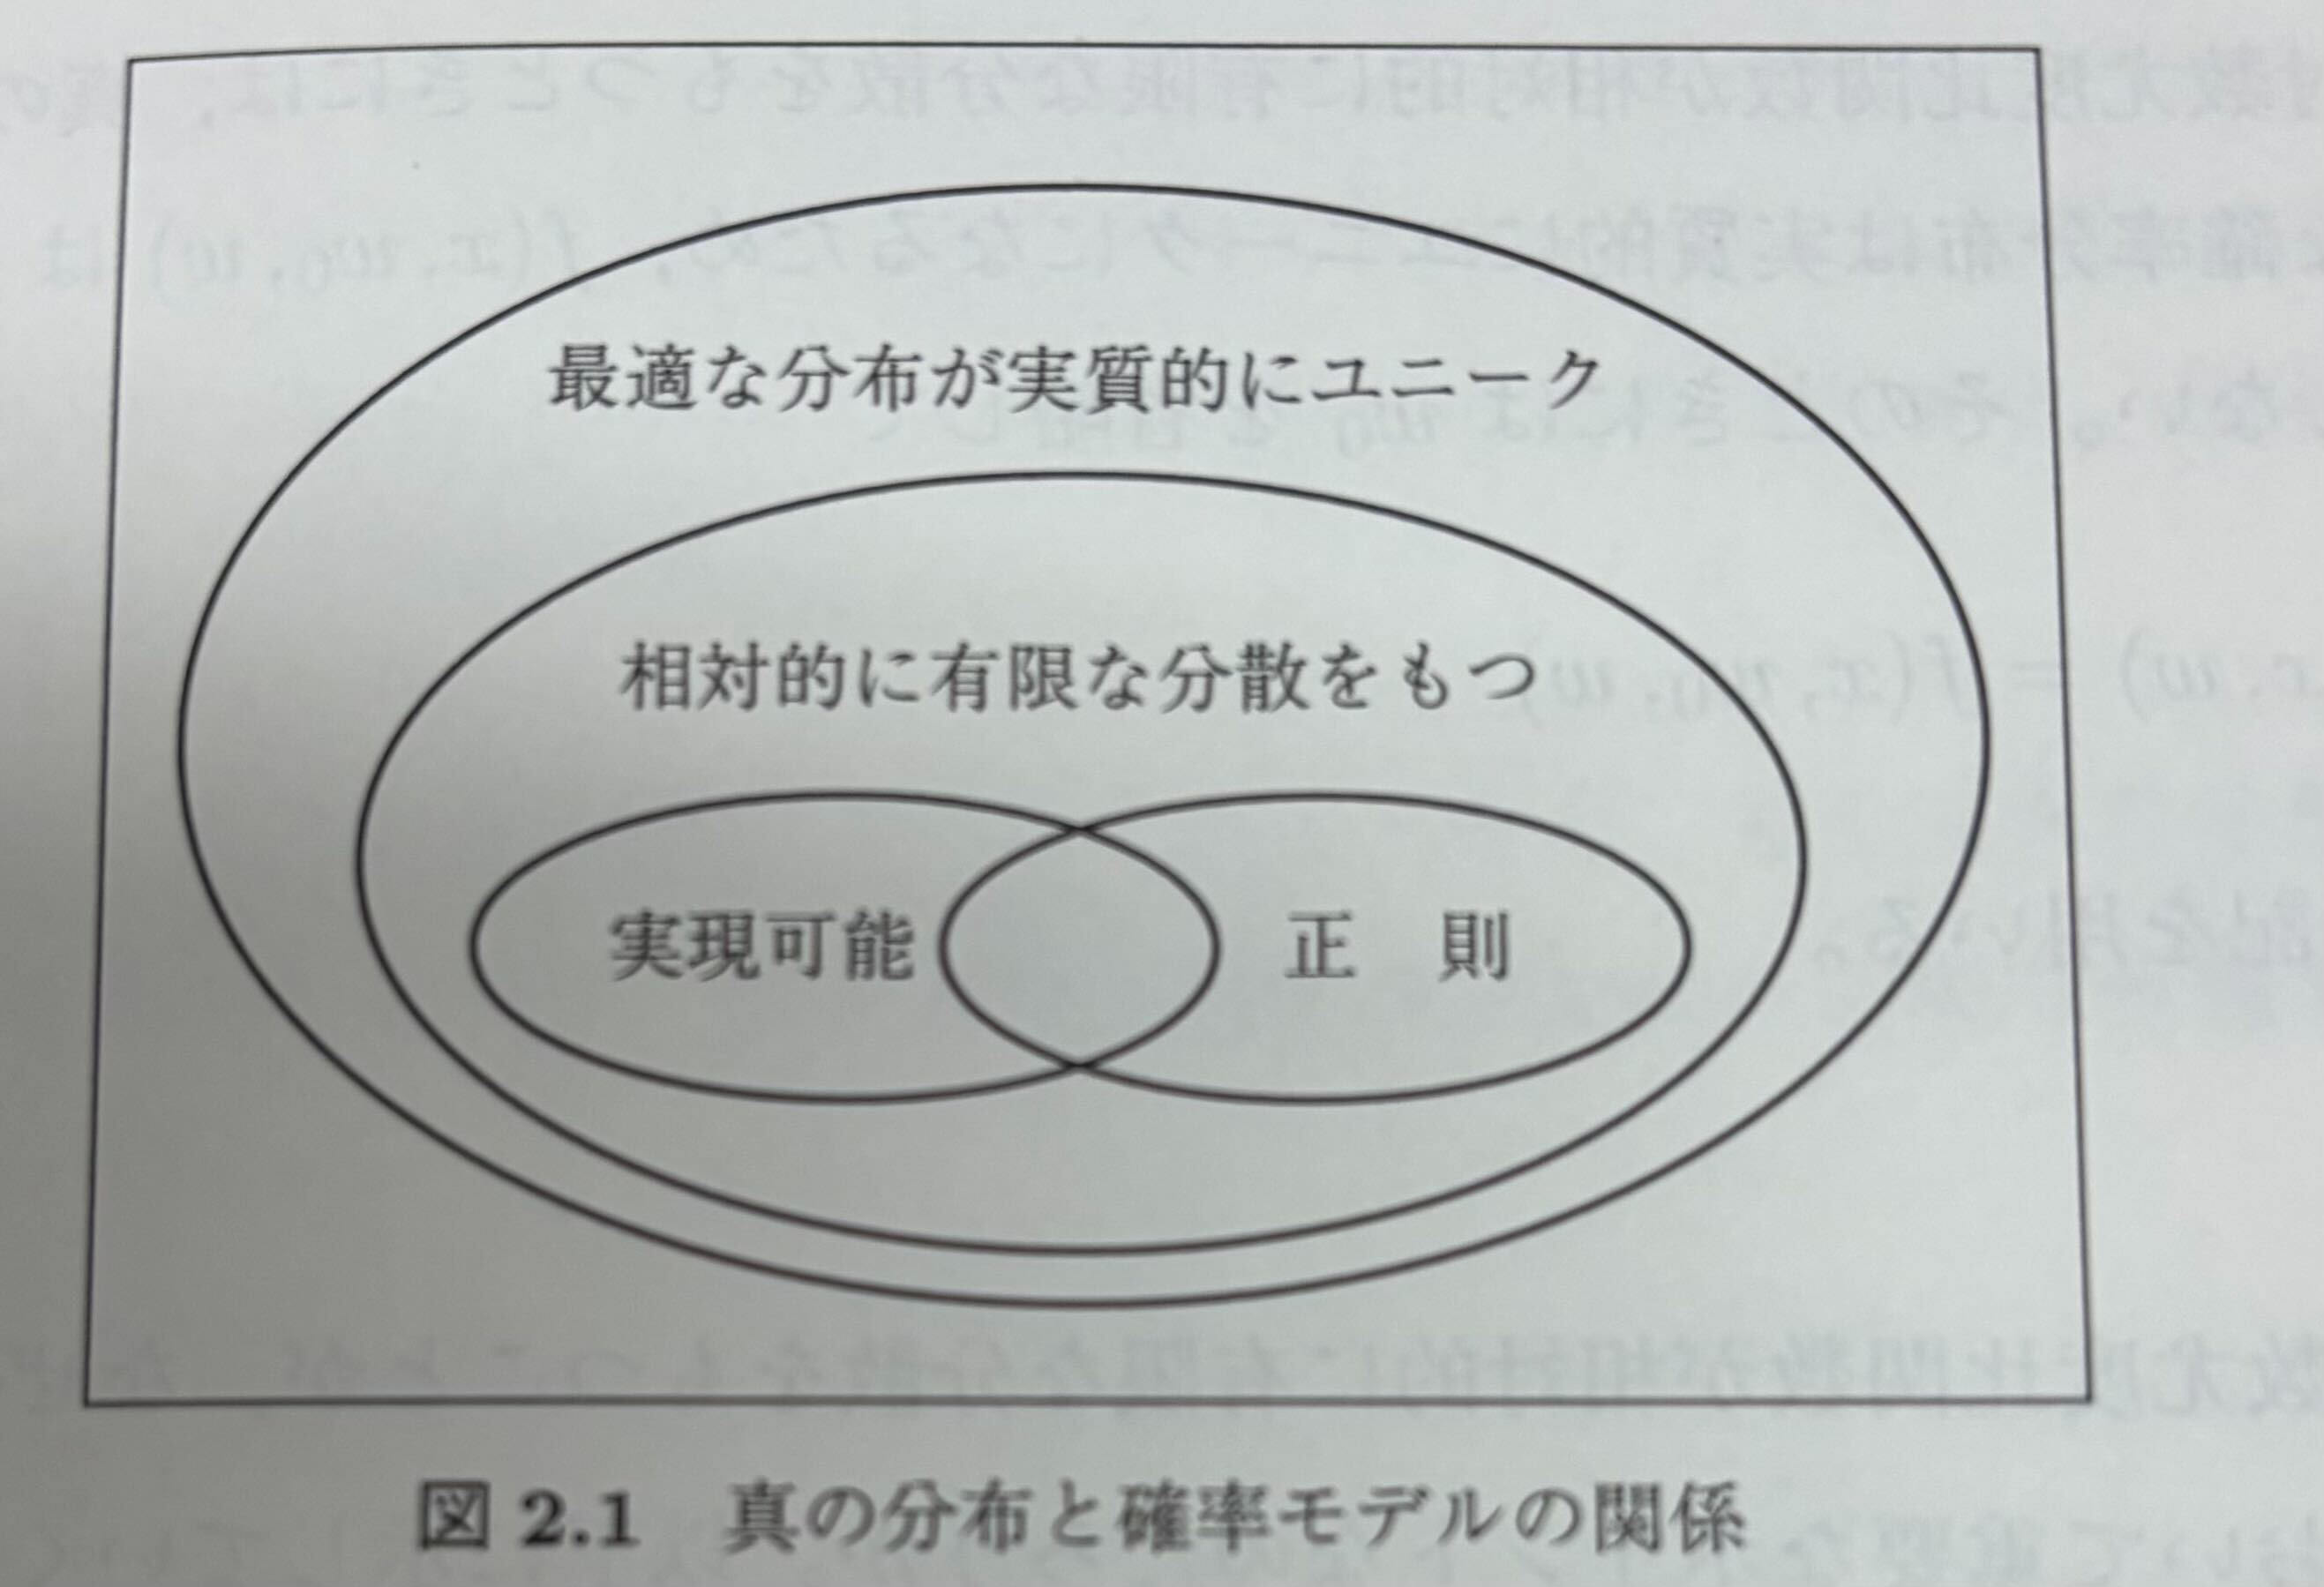 最適な分布が実質的にユニーク
相対的に有限な分散をもつ
実現可能
正 則
図 2.1 真の分布と確率モデルの関係